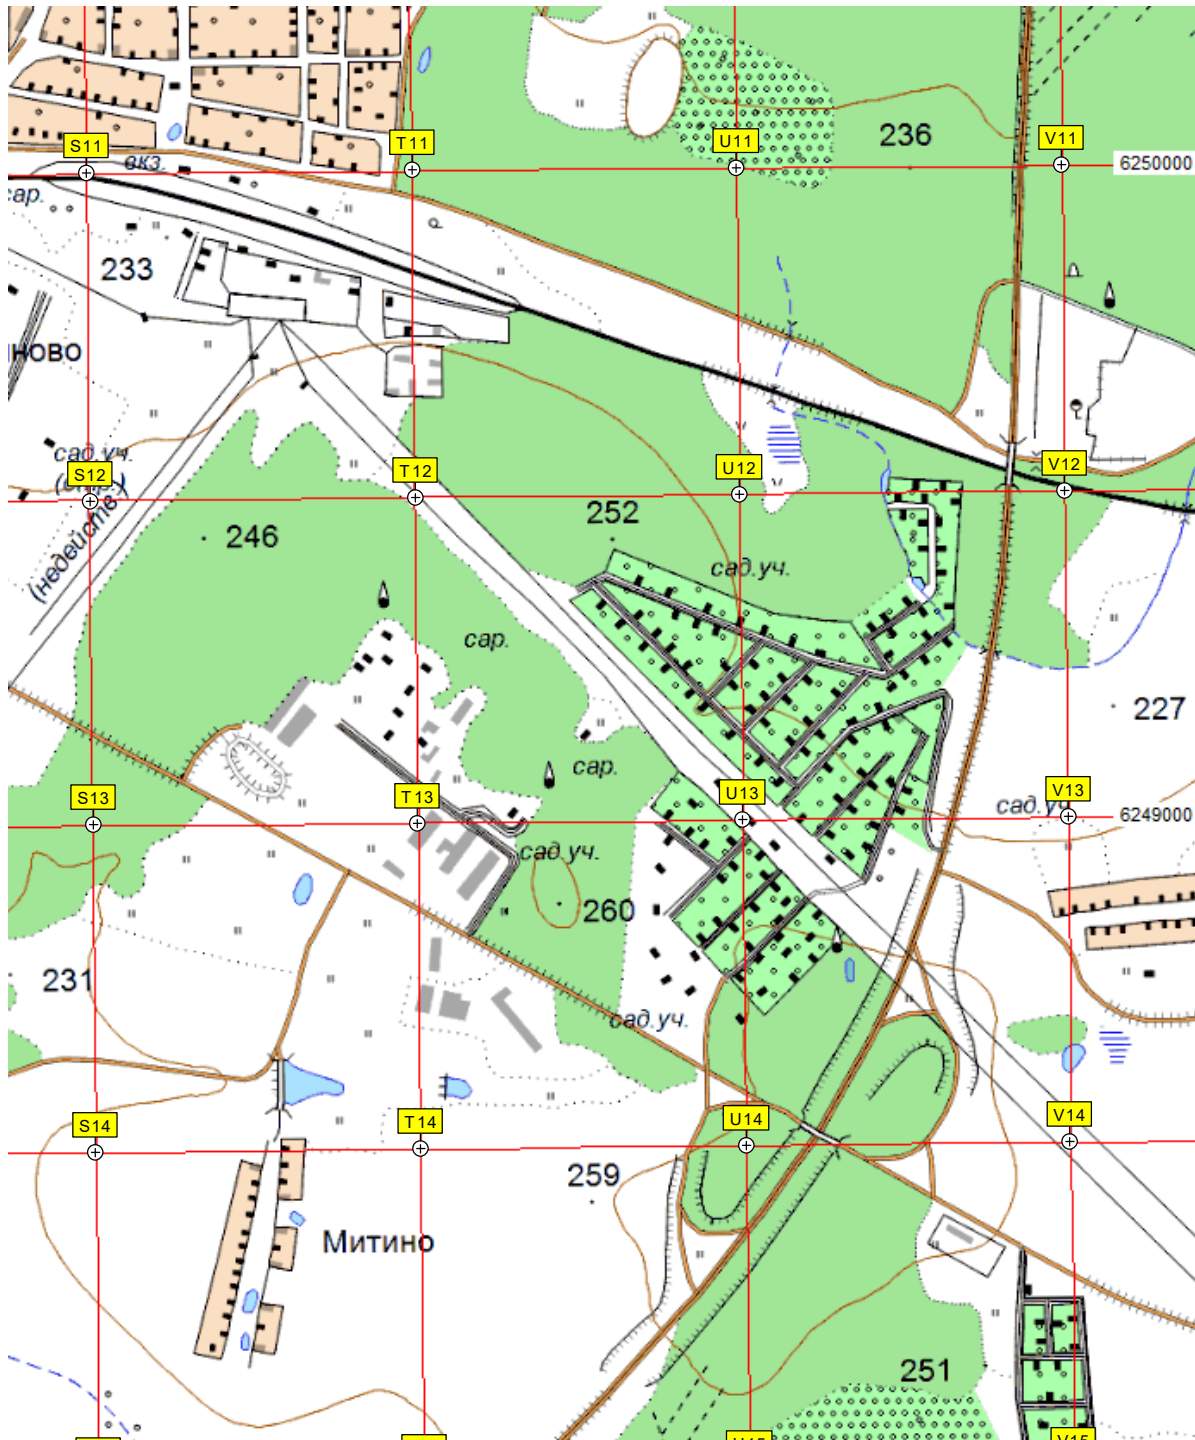 S11
T11
U11
V11
вкз.
236
6250000
сар.
233
ново
сад.уч.
S12
T12
U12
V12
(недейств.)
246
252
сад.уч.
сар.
227
сар.
S13
T13
U13
V13
сад.уч.
6249000
сад.уч.
260
231
сад.уч.
S14
T14
U14
V14
259
Митино
251
U15
V15